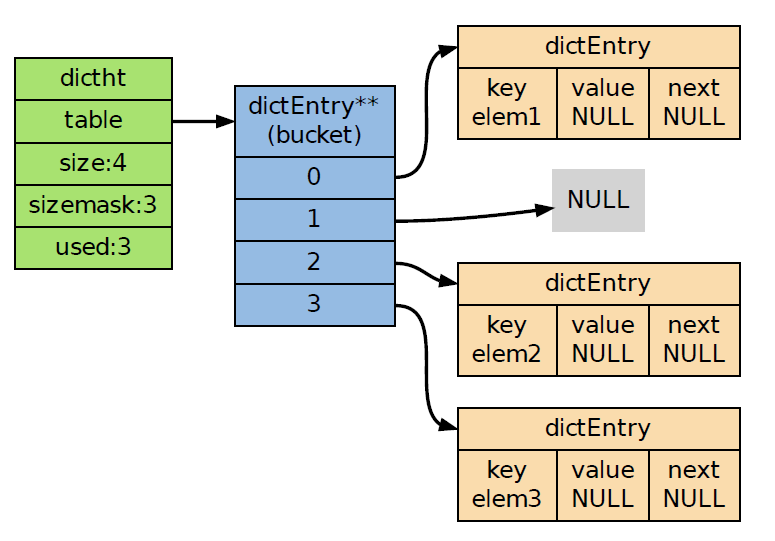 dictht
table
size:4
sizemask:3
used:3
dictEntry**
(bucket)
0
1
2
3
dictEntry
key value next
elem1 NULL NULL
NULL
dictEntry
key value next
elem2 NULL NULL
dictEntry
key value next
elem3 NULL NULL